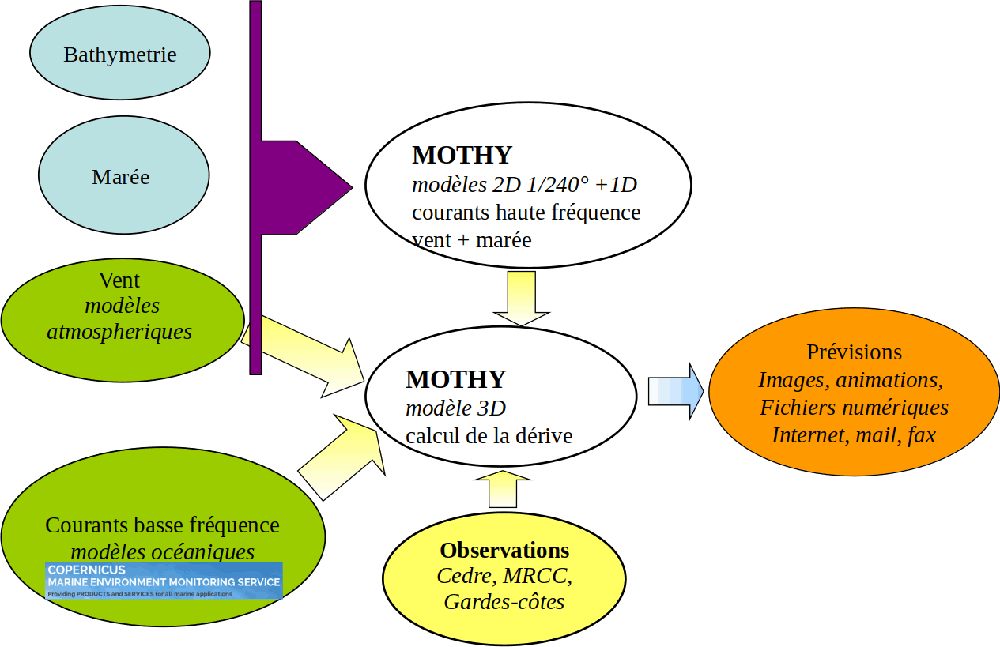 Bathymetrie
Marée
Vent
modèles
atmospheriques
MOTHY
modèles 2D 1/240° +1D
courants haute fréquence
vent + marée
MOTHY
modèle 3D
calcul de la dérive
Prévisions
Images, animations,
Fichiers numériques
Internet, mail, fax
Courants basse fréquence
modèles océaniques
COPERNICUS
MARINE ENVIRONMENT MONITORING SERVICE
Providing PRODUCTS and SERVICES for all marine applications
Observations
Cedre, MRCC,
Gardes-côtes